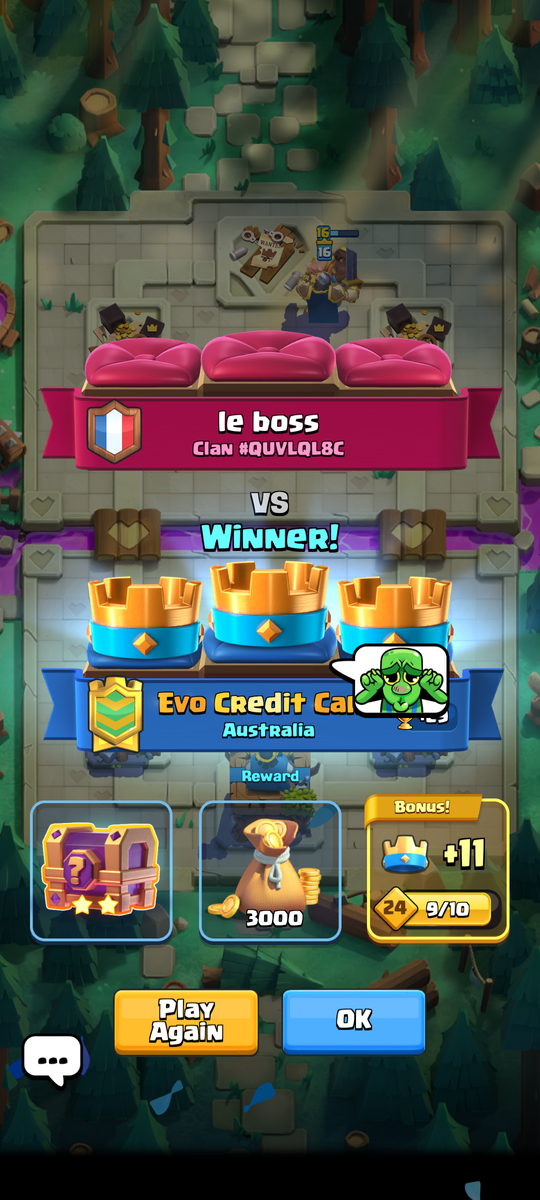 16
16
WANTED
le boss
Clan #QUVLQL8C
VS
Winner!
Evo Credit
Australia
Reward
Bonus!
+11
3000
24 9/10
Play
Again
OK